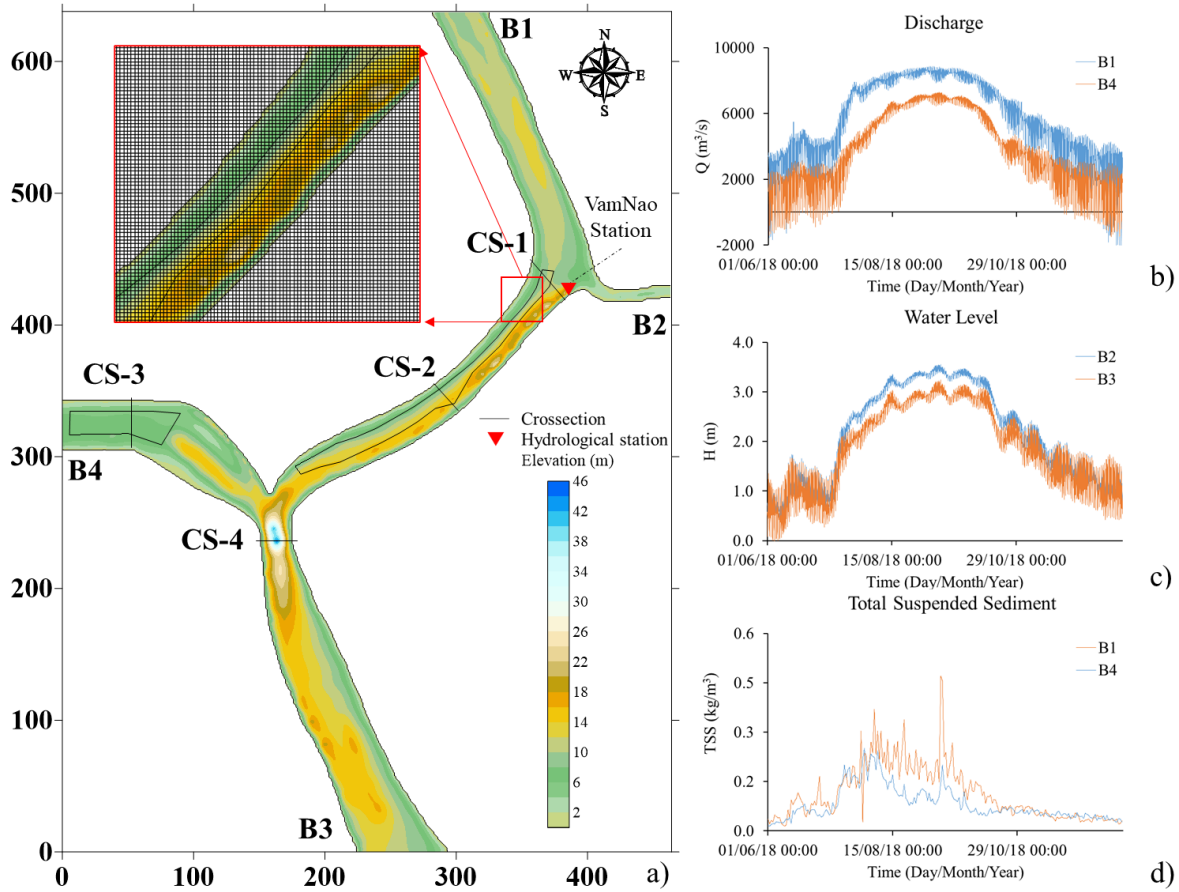 B1
N
W E
S
600
500
400
300
200
100
0
VamNao
Station
CS-1
B2
CS-2
CS-3
B4
CS-4
Crossection
Hydrological station
Elevation (m)
46
42
38
34
30
26
22
18
14
10
6
2
B3
0 100 200 300 400
a)
Discharge
10000
6000
2000
-2000
Q (m³/s)
B1
B4
01/06/18 00:00 15/08/18 00:00 29/10/18 00:00
Time (Day/Month/Year)
b)
Water Level
4.0
3.0
2.0
1.0
0.0
H (m)
B2
B3
01/06/18 00:00 15/08/18 00:00 29/10/18 00:00
Time (Day/Month/Year)
c)
Total Suspended Sediment
0.6
0.5
0.3
0.2
0.0
TSS (kg/m³)
B1
B4
01/06/18 00:00 15/08/18 00:00 29/10/18 00:00
Time (Day/Month/Year)
d)